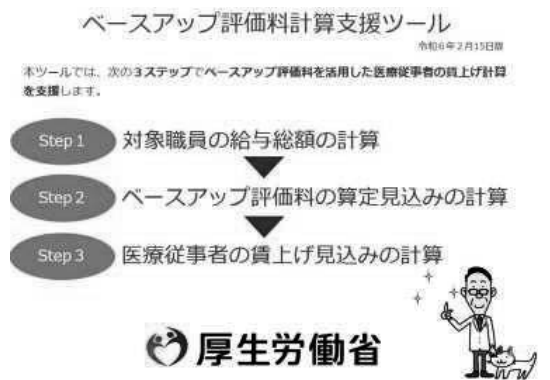 ベースアップ評価料計算支援ツール
令和6年2月15日版
本ツールでは、次の3ステップでベースアップ評価料を活用した医療従事者の賃上げ計算
を支援します。
Step 1 対象職員の給与総額の計算
Step 2 ベースアップ評価料の算定見込みの計算
Step 3 医療従事者の賃上げ見込みの計算
厚生労働省